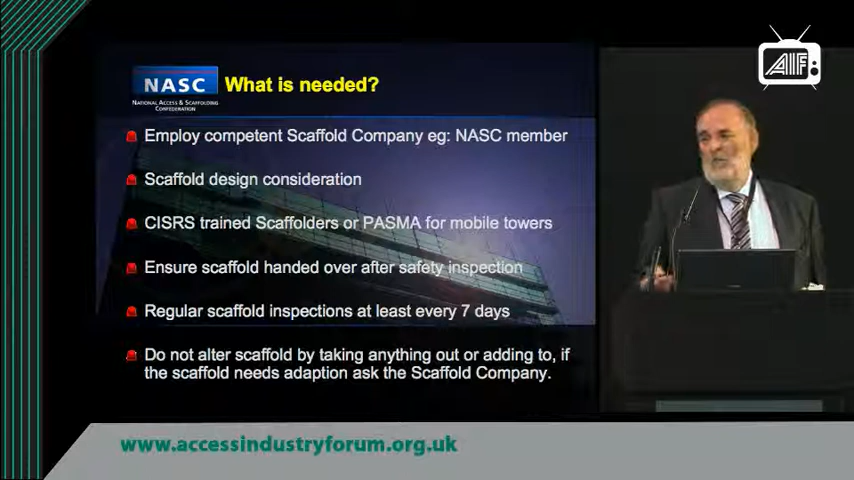 AIF
NASC
NATIONAL ACCESS & SCAFFOLDING
CONFEDERATION
What is needed?
Employ competent Scaffold Company eg: NASC member
Scaffold design consideration
CISRS trained Scaffolders or PASMA for mobile towers
Ensure scaffold handed over after safety inspection
Regular scaffold inspections at least every 7 days
Do not alter scaffold by taking anything out or adding to, if
the scaffold needs adaption ask the Scaffold Company.
www.accessindustryforum.org.uk